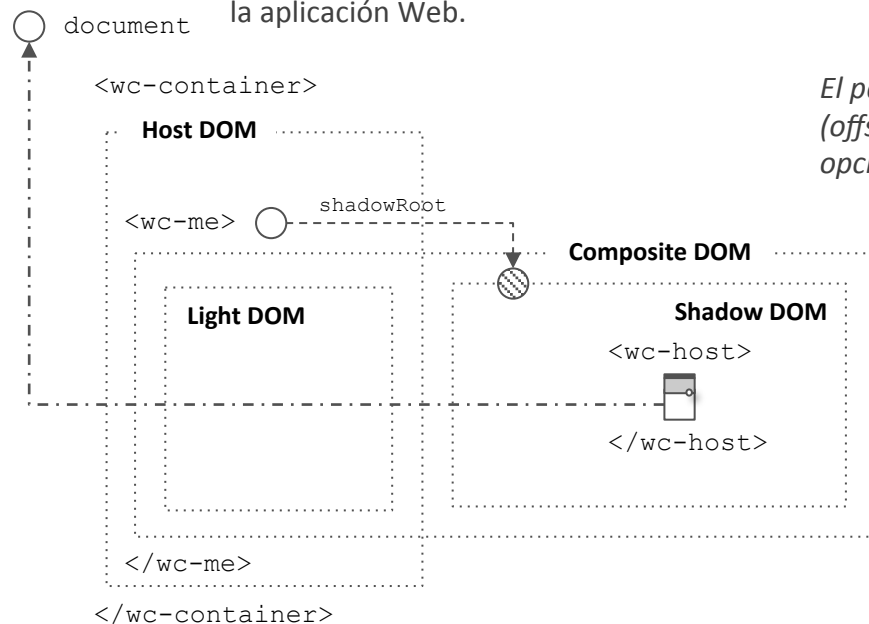 la aplicación Web.
document
<wc-container>
El
(offs
opci
Host DOM
shadowRoot
<wc-me>
Composite DOM
Light DOM
Shadow DOM
<wc-host>
</wc-host>
</wc-me>
</wc-container>